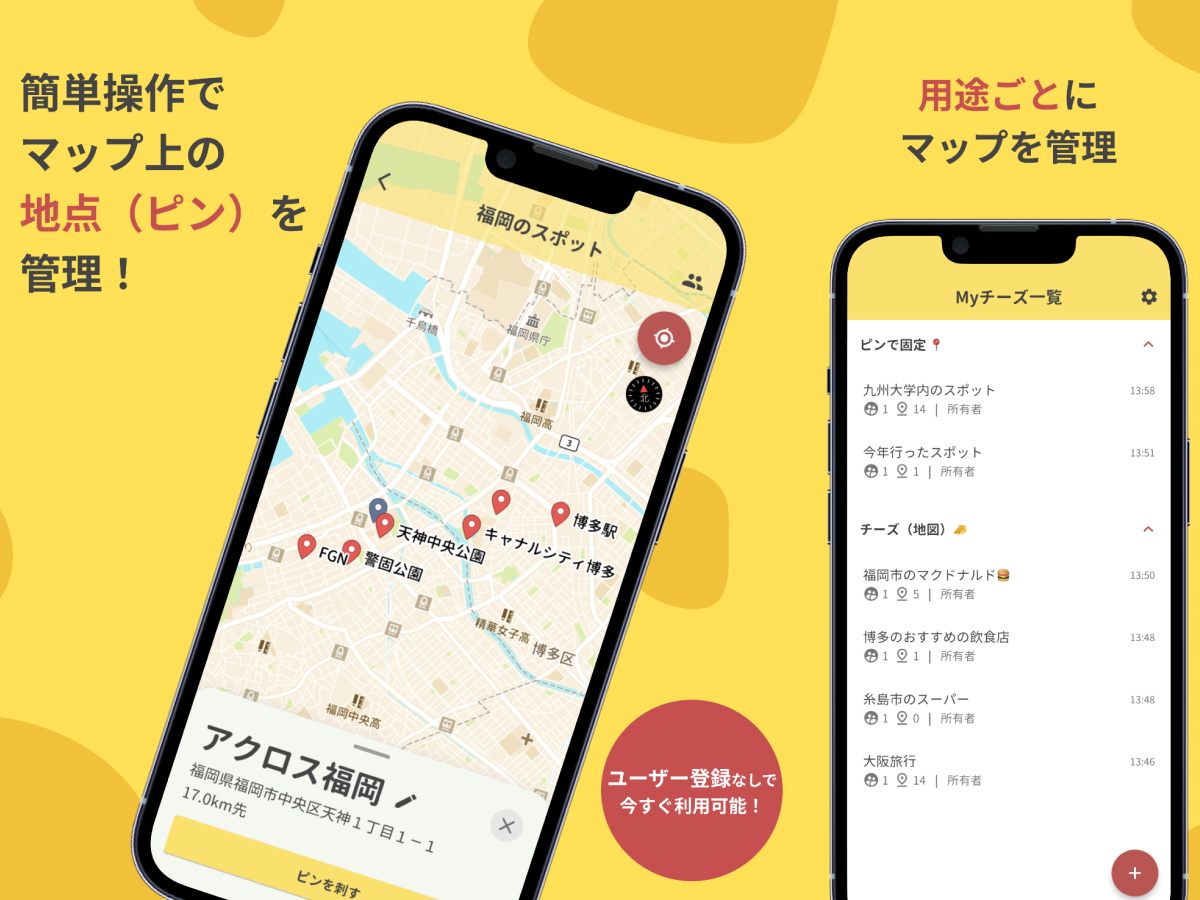 簡単操作で
マップ上の
地点（ピン）を
管理！
福岡のスポット
千鳥橋
福岡県庁
北
福岡高
3
博多駅
キャナルシティ博多
天神中央公園
FGN
警固公園
精華女子高
博多区
福岡中央高
アクロス福岡
福岡県福岡市中央区天神１丁目１－１
17.0km先
ピンを刺す
ユーザー登録なしで
今すぐ利用可能！
用途ごとに
マップを管理
Myチーズ一覧
ピンで固定
九州大学内のスポット 13:58
1 14 | 所有者
今年行ったスポット 13:51
1 1 | 所有者
チーズ（地図）
福岡市のマクドナルド🍔 13:50
1 5 | 所有者
博多のおすすめの飲食店 13:48
1 1 | 所有者
糸島市のスーパー 13:48
1 0 | 所有者
大阪旅行 13:46
1 14 | 所有者